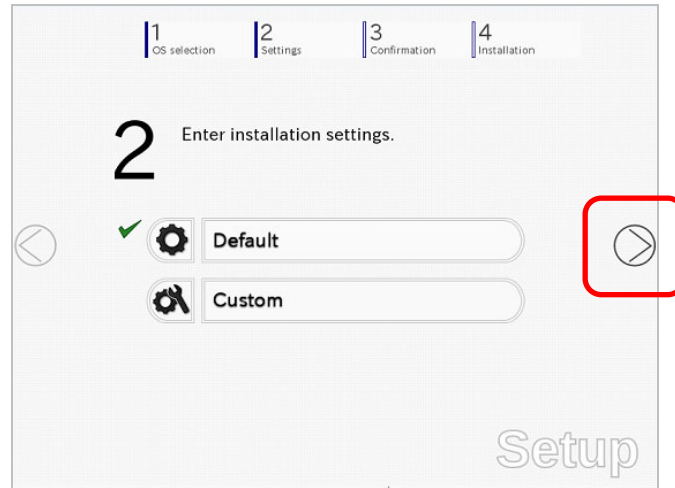 1
OS selection
2
Settings
3
Confirmation
4
Installation
2
Enter installation settings.
Default
Custom
Setup